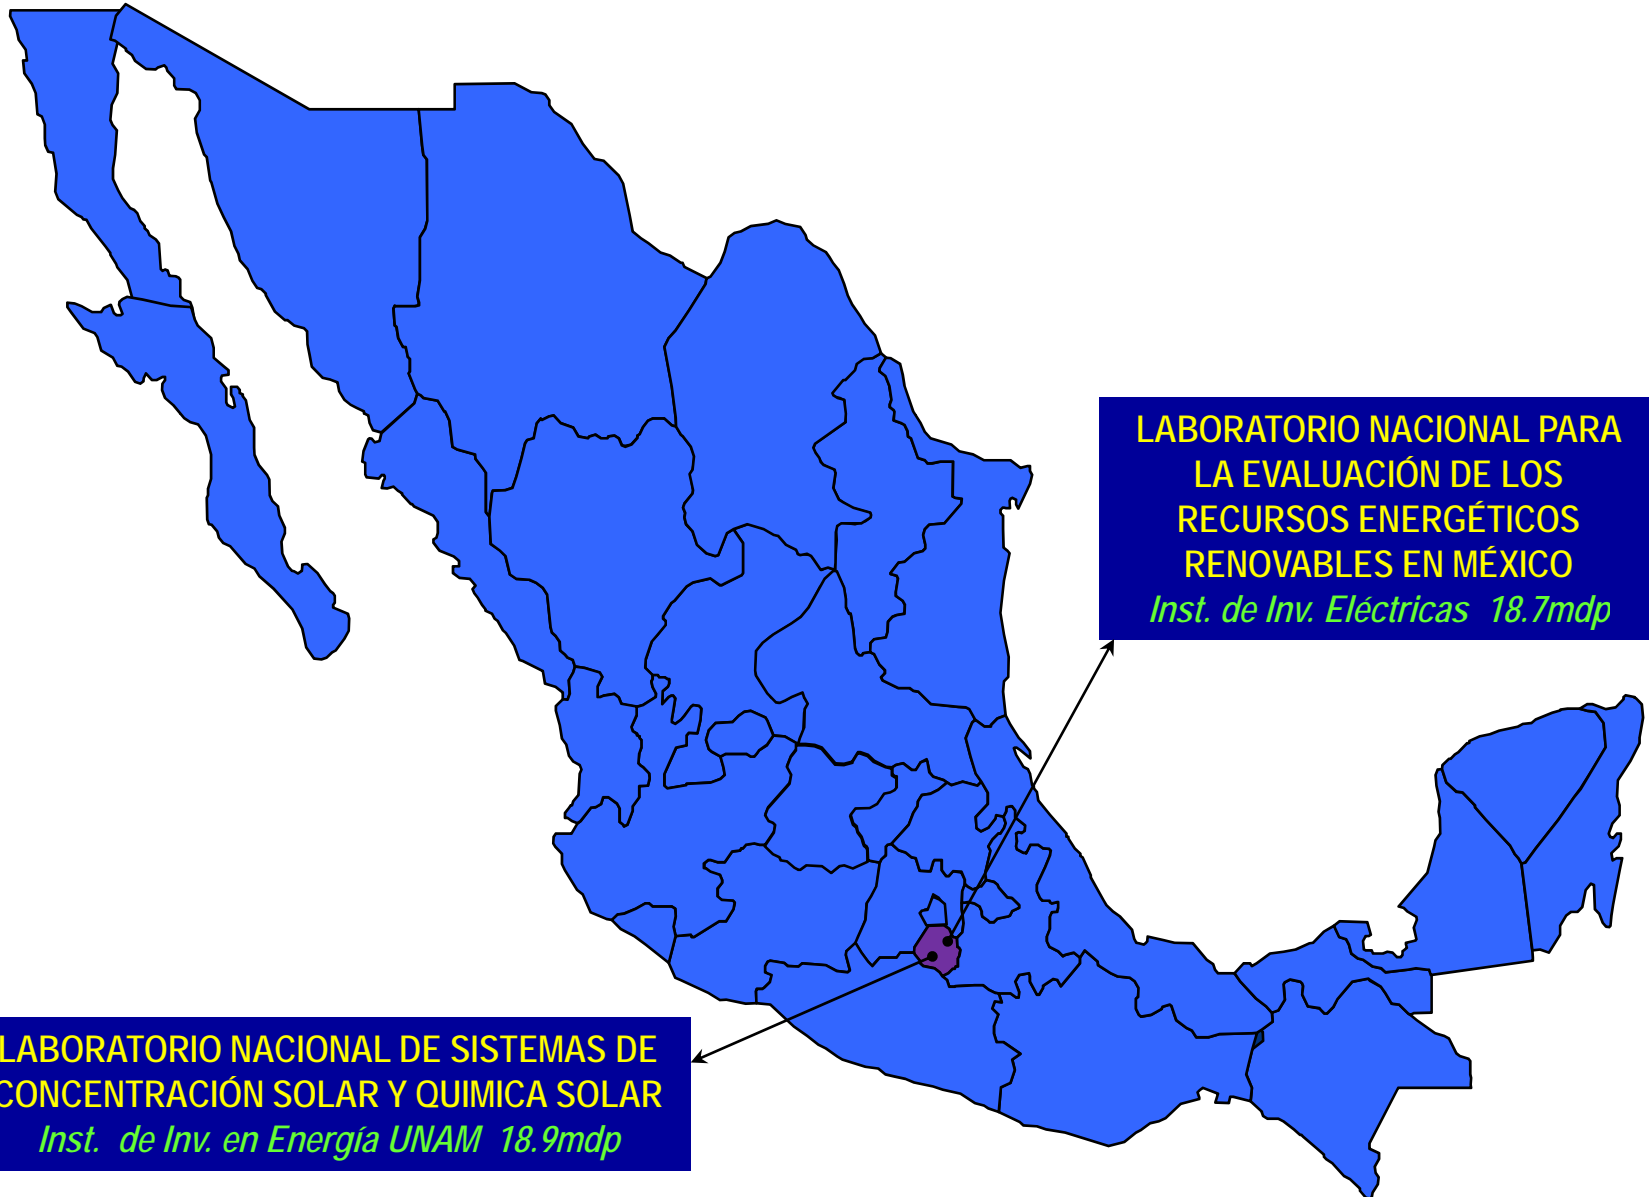 LABORATORIO NACIONAL PARA
LA EVALUACIÓN DE LOS
RECURSOS ENERGÉTICOS
RENOVABLES EN MÉXICO
Inst. de Inv. Eléctricas 18.7mdp
LABORATORIO NACIONAL DE SISTEMAS DE
CONCENTRACIÓN SOLAR Y QUIMICA SOLAR
Inst. de Inv. en Energía UNAM 18.9mdp